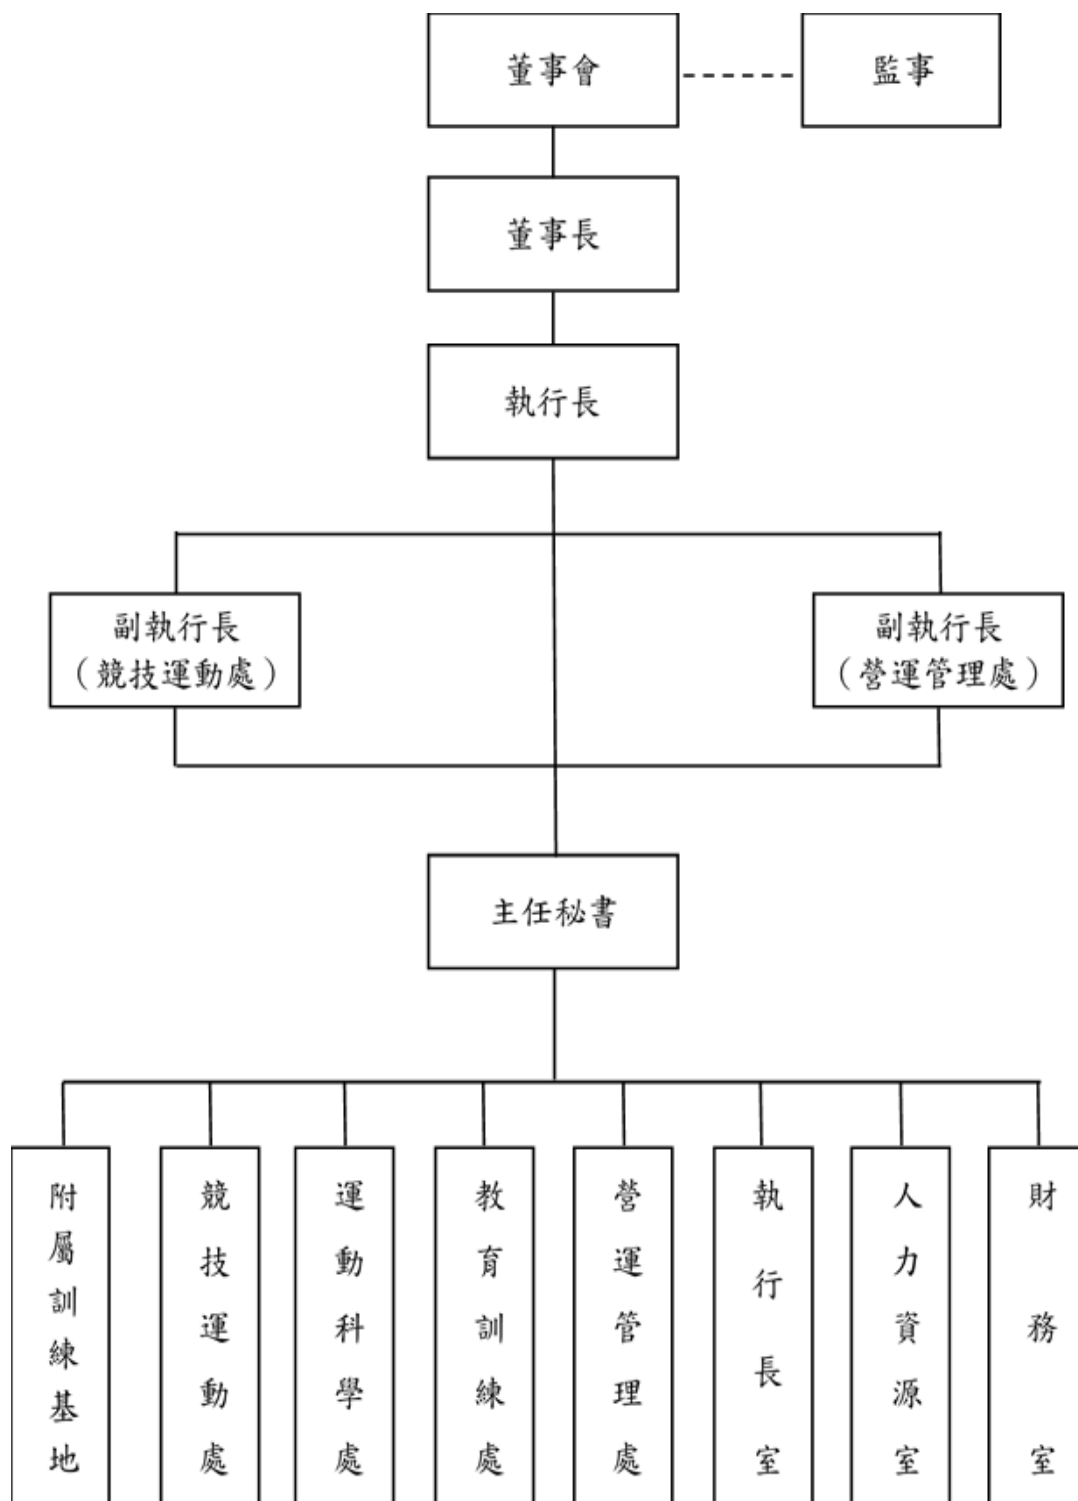 董事會
監事
董事長
執行長
副執行長
（競技運動處）
副執行長
（營運管理處）
主任秘書
附屬訓練基地
競技運動處
運動科學處
教育訓練處
營運管理處
執行長室
人力資源室
財務室